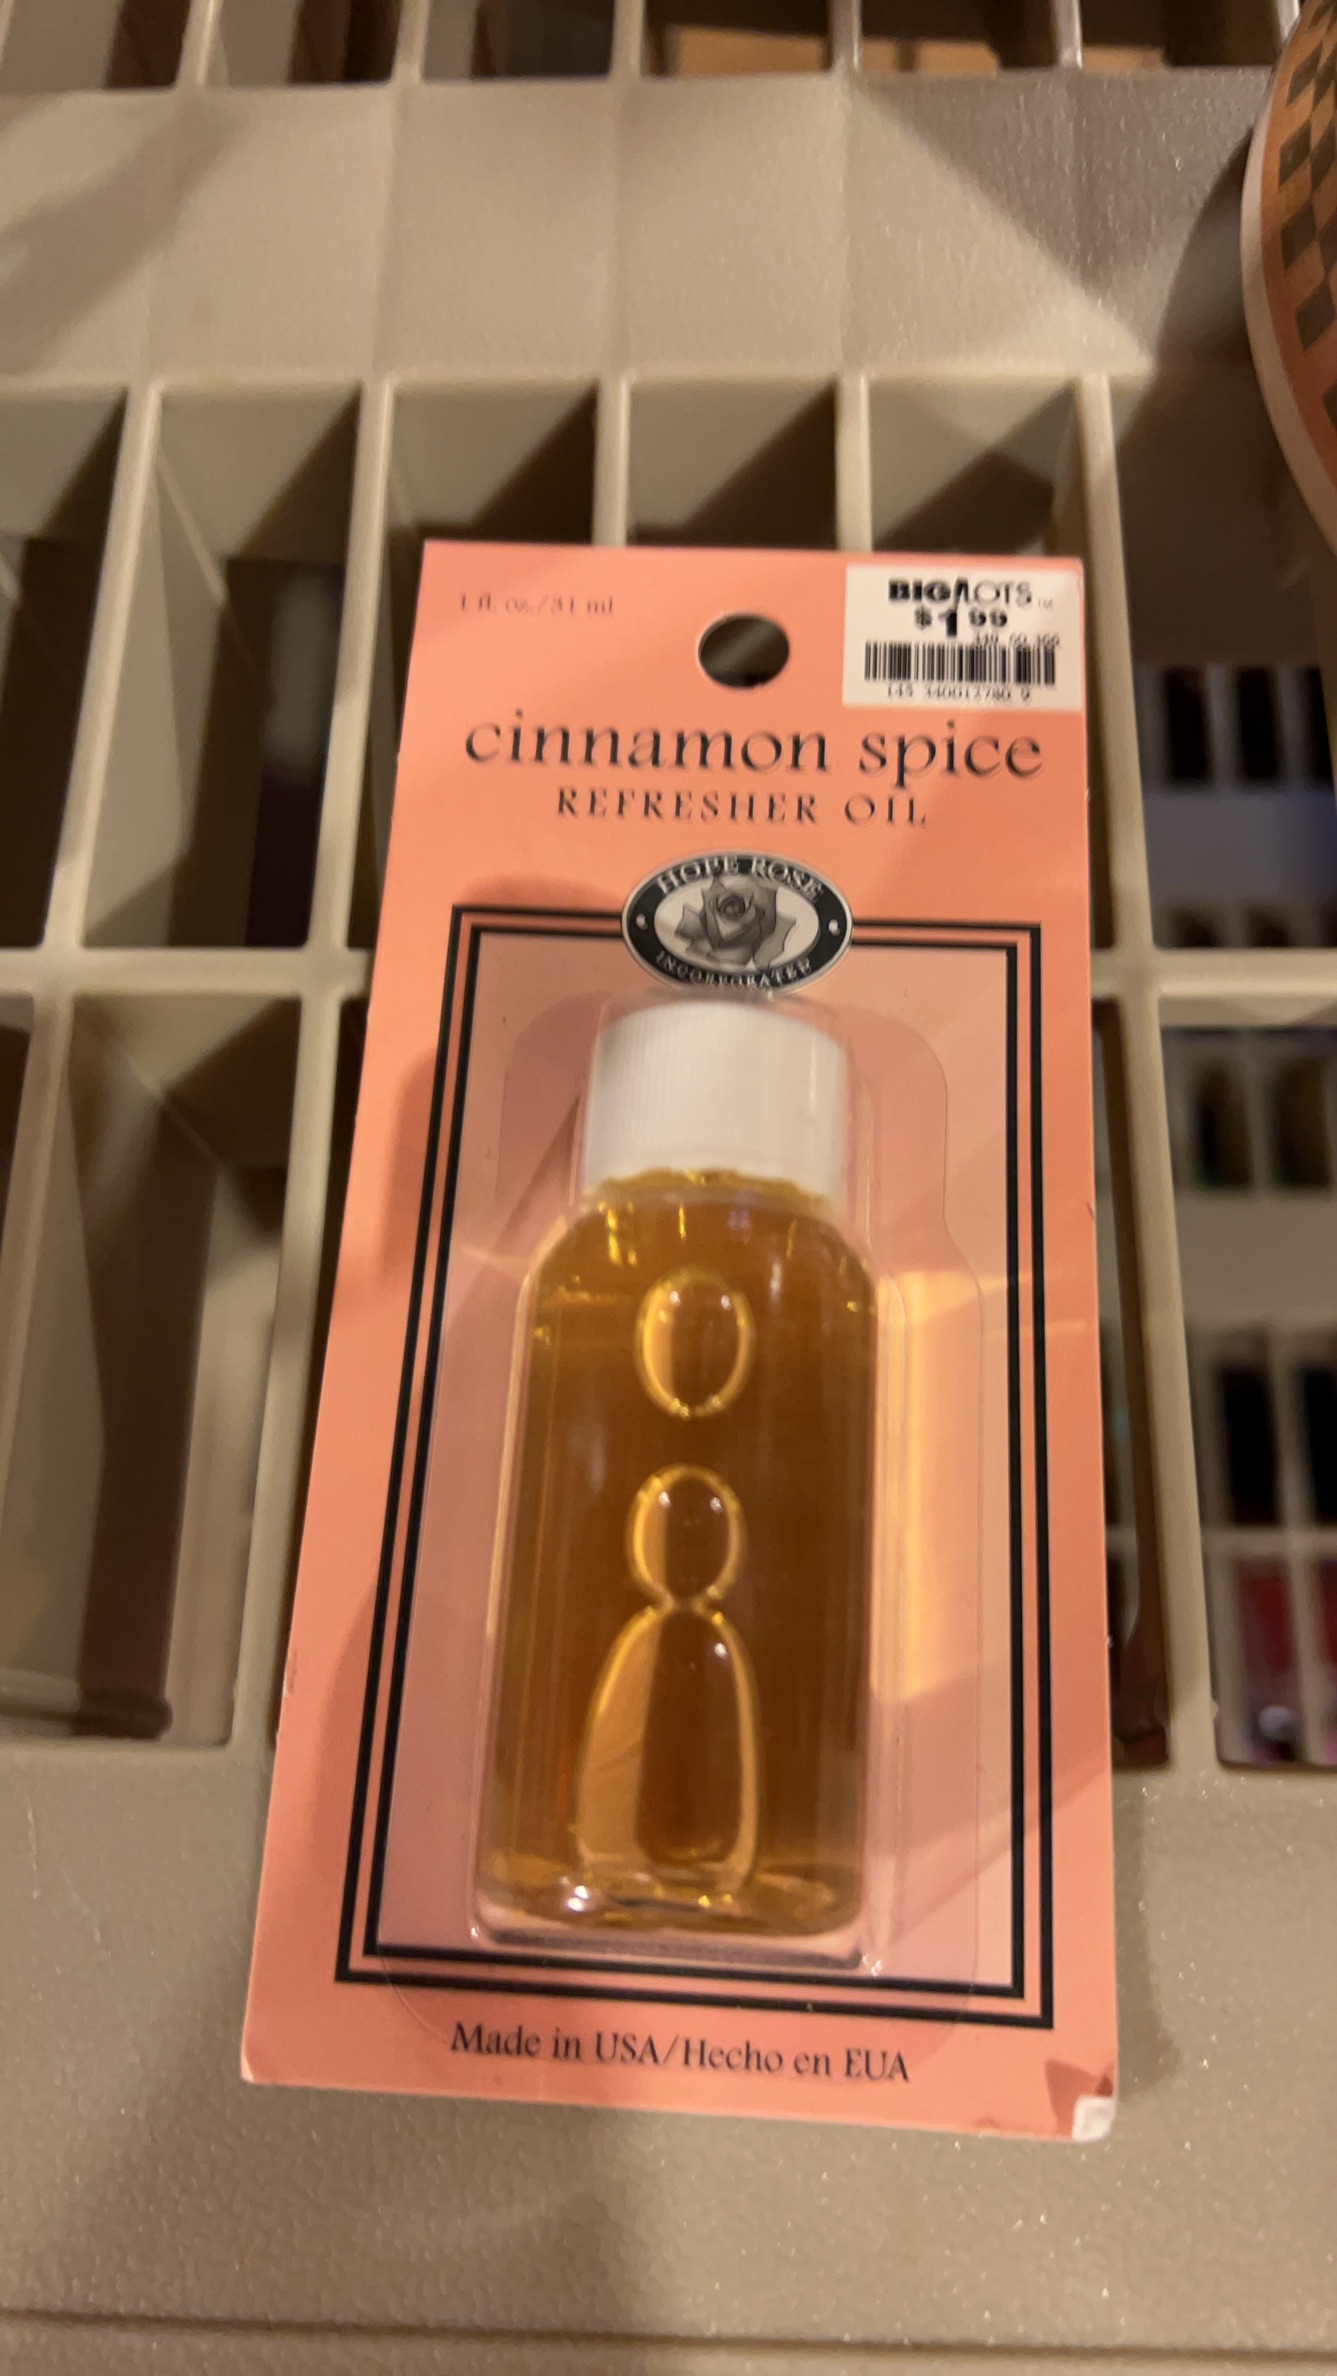 1 fl. oz./31 ml
BIG LOTS™
$1 99
cinnamon spice
REFRESHER OIL
HOPE ROSE
INCORPORATED
Made in USA/Hecho en EUA